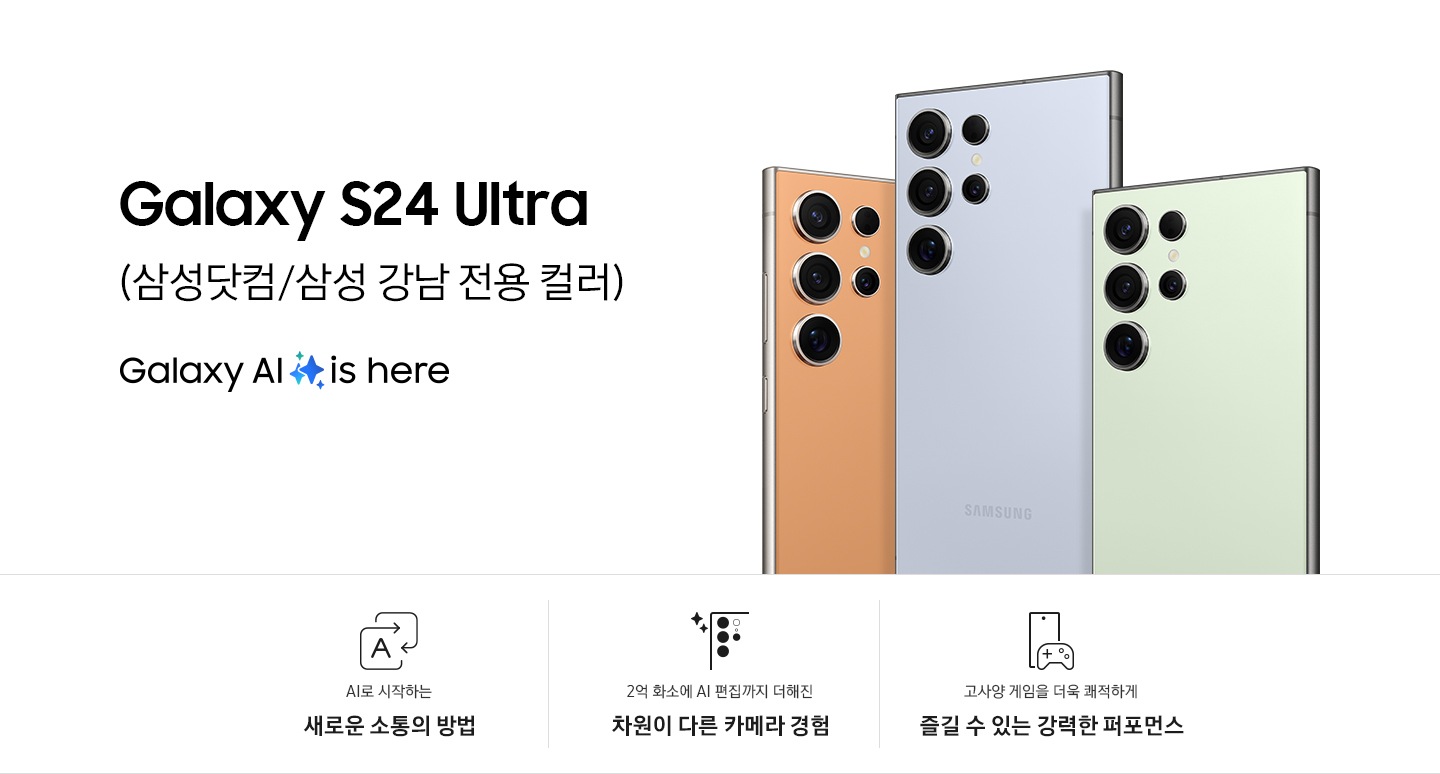 Galaxy S24 Ultra
(삼성닷컴/삼성 강남 전용 컬러)
Galaxy AI is here
SAMSUNG
A
AI로 시작하는
새로운 소통의 방법
2억 화소에 AI 편집까지 더해진
차원이 다른 카메라 경험
고사양 게임을 더욱 쾌적하게
즐길 수 있는 강력한 퍼포먼스